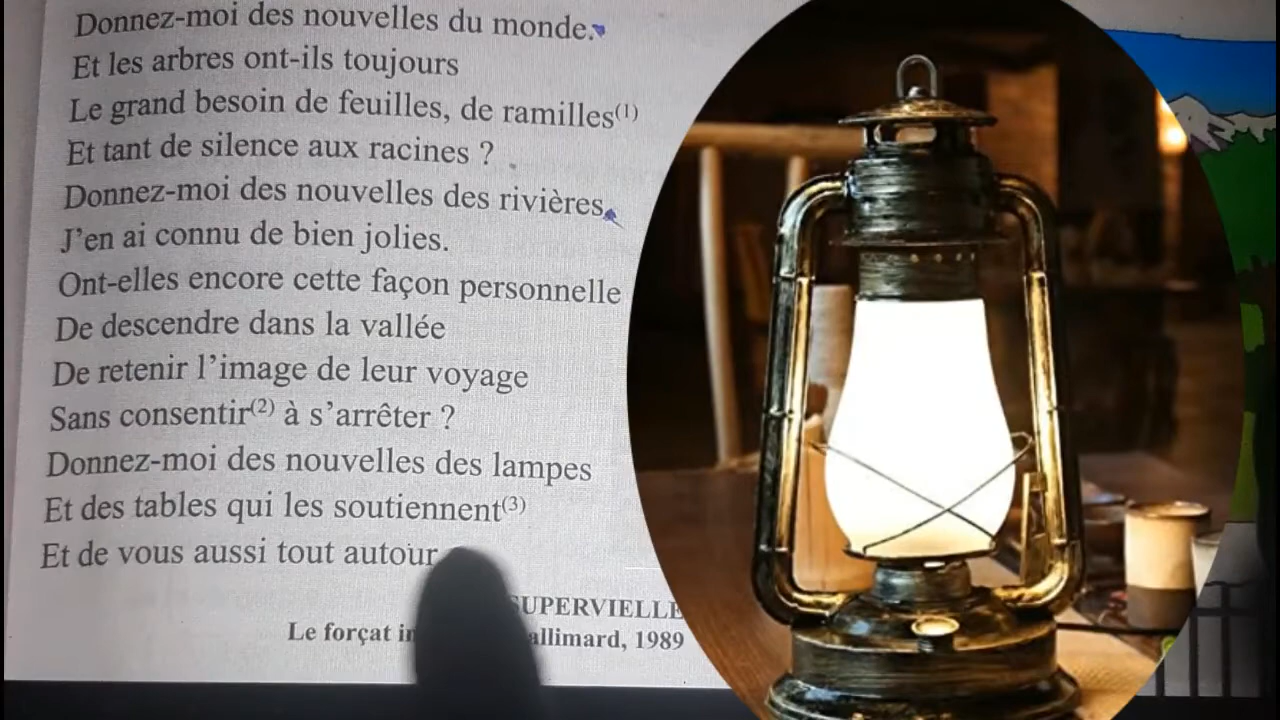 Donnez-moi des nouvelles du monde.
Et les arbres ont-ils toujours
Le grand besoin de feuilles, de ramilles(1)
Et tant de silence aux racines ?
Donnez-moi des nouvelles des rivières
J'en ai connu de bien jolies.
Ont-elles encore cette façon personnelle
De descendre dans la vallée
De retenir l'image de leur voyage
Sans consentir(2) à s'arrêter ?
Donnez-moi des nouvelles des lampes
Et des tables qui les soutiennent(3)
Et de vous aussi tout autour
SUPERVIELLE
Le forçat 1989